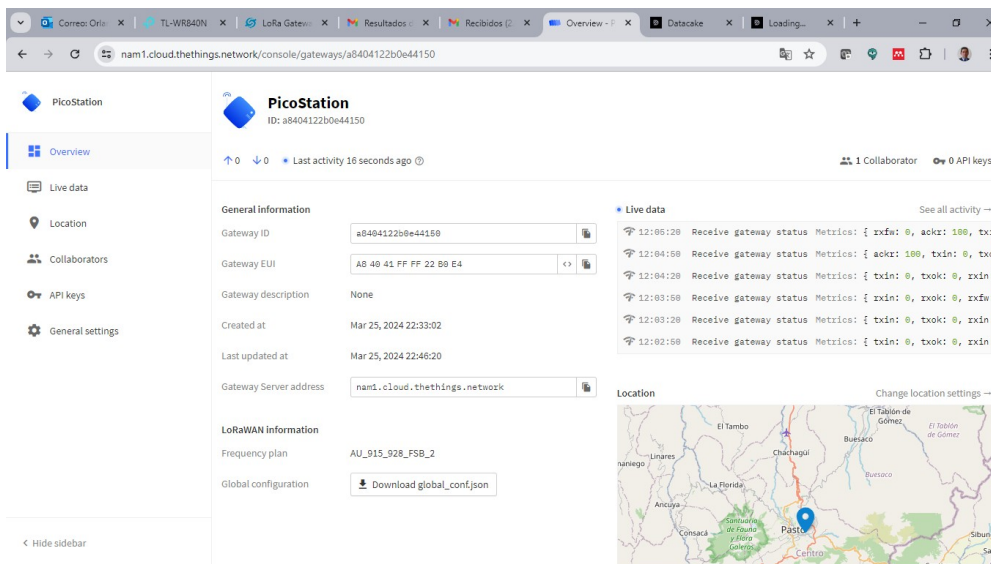 Correo: Oria
TL-WR840N
LoRa Gatew
Resultados d
Recibidos (2
Overview - P
Datacake
Loading...
nam1.cloud.thethings.network/console/gateways/a8404122b0e44150
PicoStation
PicoStation
ID: a8404122b0e44150
Overview
↑ 0 ↓ 0 • Last activity 16 seconds ago
1 Collaborator 0 API keys
Live data
Location
Collaborators
API keys
General settings
General information
Gateway ID a8404122b0e44150
Gateway EUI A8 40 41 FF FF 22 B0 E4
Gateway description None
Created at Mar 25, 2024 22:33:02
Last updated at Mar 25, 2024 22:46:20
Gateway Server address nam1.cloud.thethings.network
LoRaWAN information
Frequency plan AU_915_928_FSB_2
Global configuration Download global_conf.json
• Live data See all activity →
12:05:20 Receive gateway status Metrics: { rxfw: 0, ackr: 100, tx
12:04:50 Receive gateway status Metrics: { ackr: 100, txin: 0, txo
12:04:20 Receive gateway status Metrics: { txin: 0, txok: 0, rxin
12:03:50 Receive gateway status Metrics: { rxin: 0, rxok: 0, rxfw
12:03:20 Receive gateway status Metrics: { txin: 0, txok: 0, rxin
12:02:50 Receive gateway status Metrics: { txin: 0, txok: 0, rxin
Location Change location settings →
El Tablón de
Gómez
El Tambo
El Tablón
de Gómez
Buesaco
Linares
Chachagüí
maniego
Buesaco
La Florida
Ancuya
Santuario
de Fauna
y Flora
Galeras
Consacá
Pasto
Sibun
Centro
Sa
< Hide sidebar